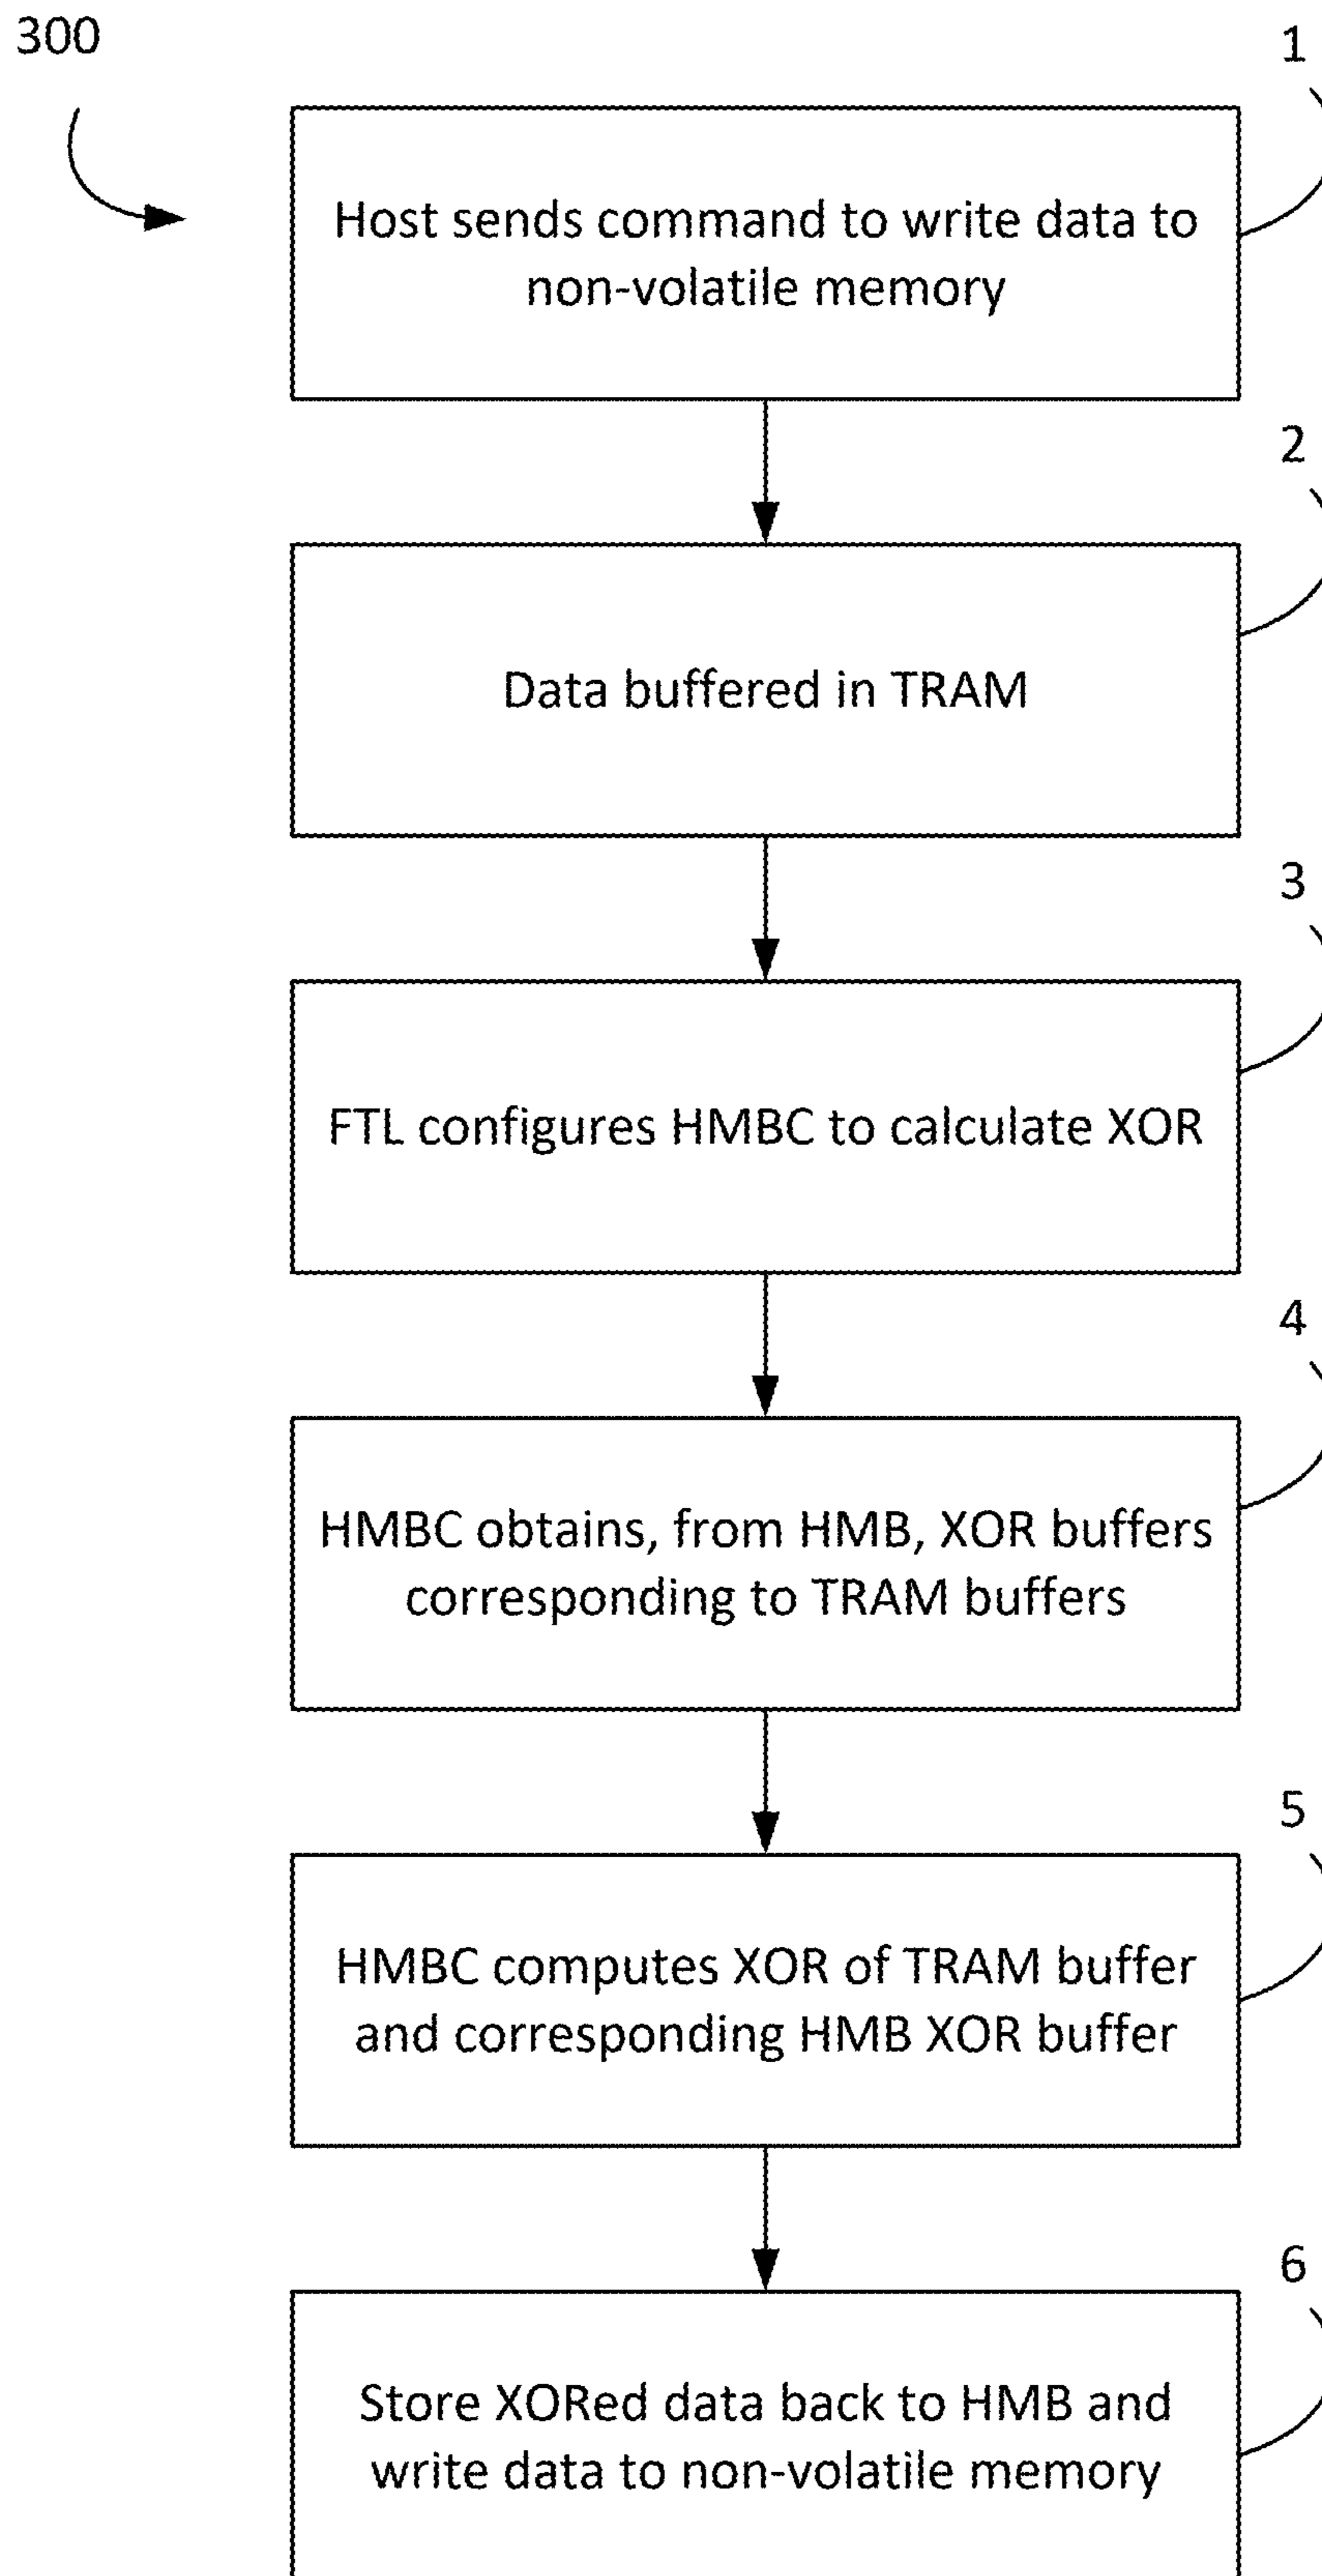 300
1
Host sends command to write data to
non-volatile memory
2
Data buffered in TRAM
3
FTL configures HMBC to calculate XOR
4
HMBC obtains, from HMB, XOR buffers
corresponding to TRAM buffers
5
HMBC computes XOR of TRAM buffer
and corresponding HMB XOR buffer
6
Store XORed data back to HMB and
write data to non-volatile memory